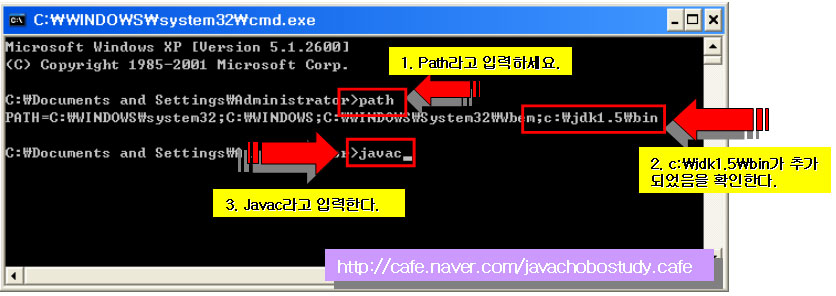 C:₩WINDOWS₩system32₩cmd.exe
Microsoft Windows XP [Version 5.1.2600]
(C) Copyright 1985-2001 Microsoft Corp.
1. Path라고 입력하세요.
C:₩Documents and Settings₩Administrator>path
PATH=C:₩WINDOWS₩system32;C:₩WINDOWS;C:₩WINDOWS₩System32₩Wbem;c:₩jdk1.5₩bin
C:₩Documents and Settings₩A or>javac_
2. c:₩jdk1.5₩bin가 추가
되었음을 확인한다.
3. Javac라고 입력한다.
http://cafe.naver.com/javachobostudy.cafe